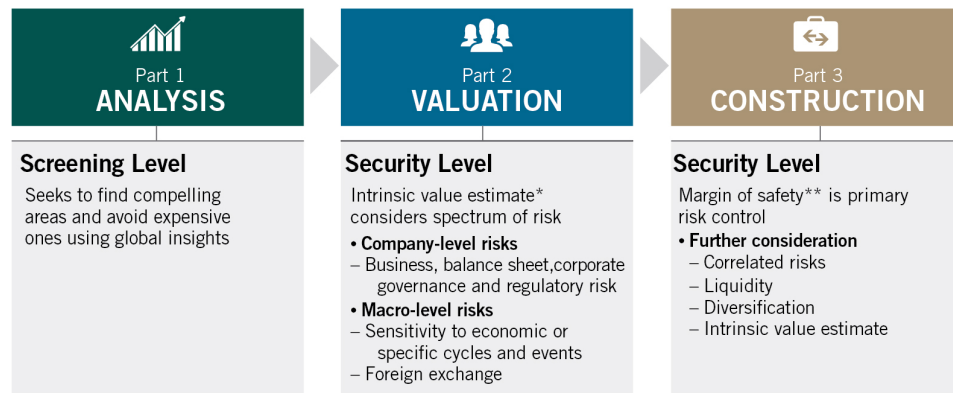 Part 1
ANALYSIS
Screening Level
Seeks to find compelling
areas and avoid expensive
ones using global insights
Part 2
VALUATION
Security Level
Intrinsic value estimate*
considers spectrum of risk
• Company-level risks
– Business, balance sheet,corporate
governance and regulatory risk
• Macro-level risks
– Sensitivity to economic or
specific cycles and events
– Foreign exchange
Part 3
CONSTRUCTION
Security Level
Margin of safety** is primary
risk control
• Further consideration
– Correlated risks
– Liquidity
– Diversification
– Intrinsic value estimate